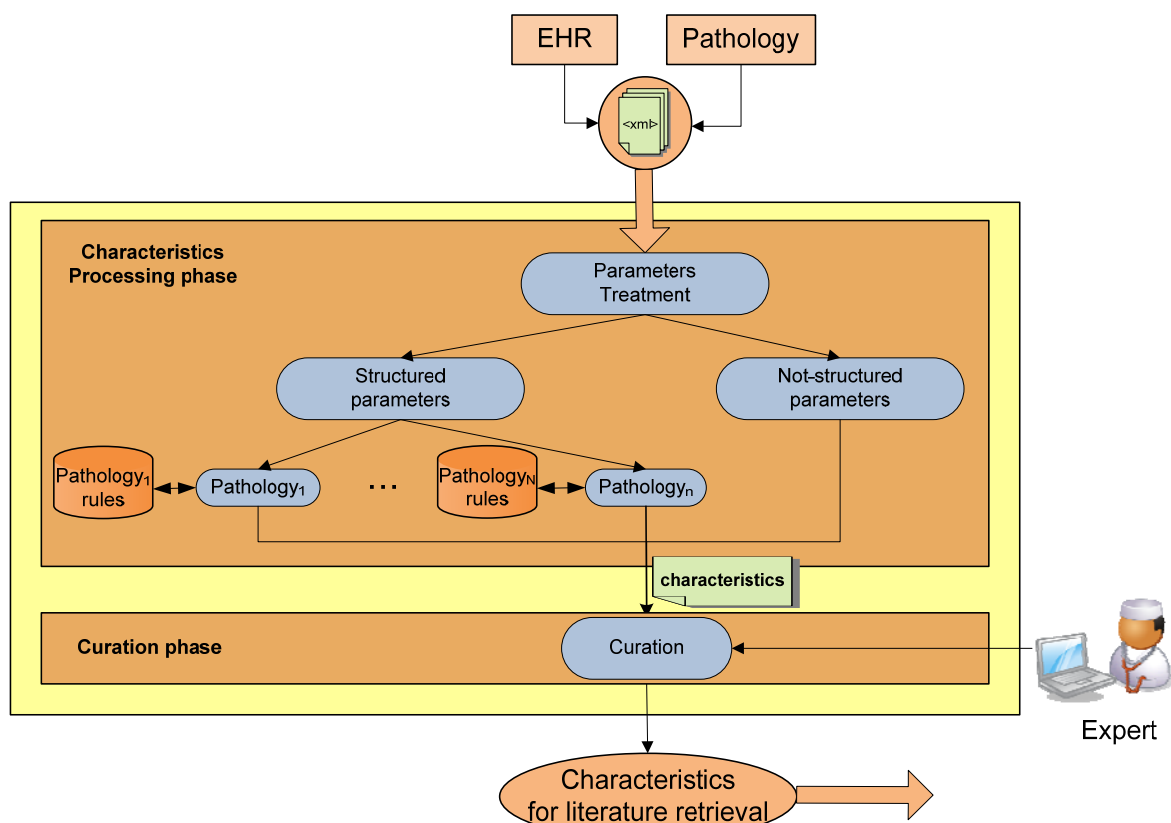 EHR
Pathology
<xml>
Characteristics
Processing phase
Parameters
Treatment
Structured
parameters
Not-structured
parameters
Pathology₁
rules
Pathology₁
...
Pathology_N
rules
Pathologyₙ
characteristics
Curation phase
Curation
Expert
Characteristics
for literature retrieval